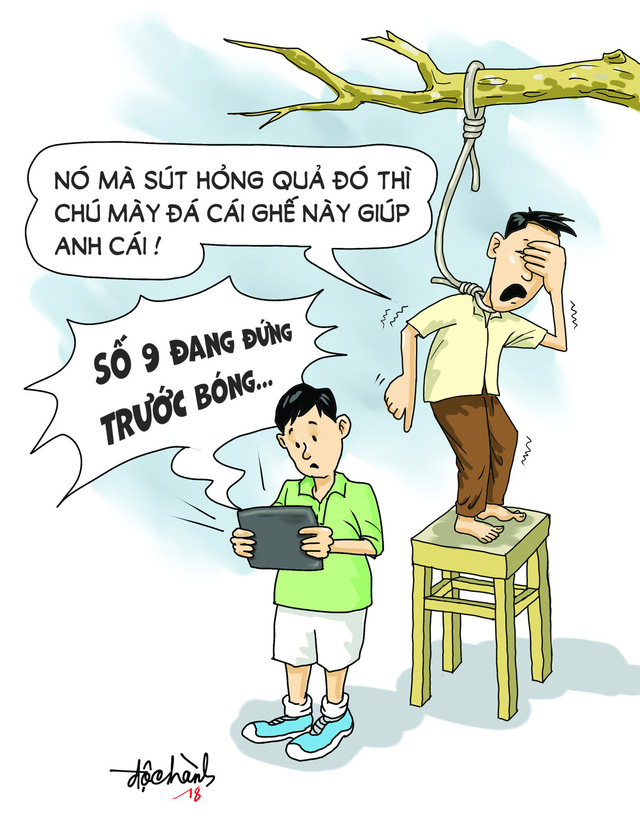 NÓ MÀ SÚT HỎNG QUẢ ĐÓ THÌ
CHÚ MÀY ĐÁ CÁI GHẾ NÀY GIÚP
ANH CÁI !
SỐ 9 ĐANG ĐỨNG
TRƯỚC BÓNG...
độc hành
18